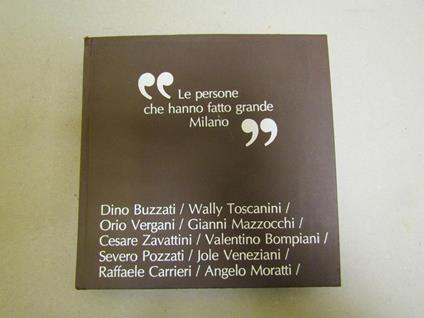 “ Le persone
che hanno fatto grande
Milano ”
Dino Buzzati / Wally Toscanini /
Orio Vergani / Gianni Mazzocchi /
Cesare Zavattini / Valentino Bompiani /
Severo Pozzati / Jole Veneziani /
Raffaele Carrieri / Angelo Moratti /